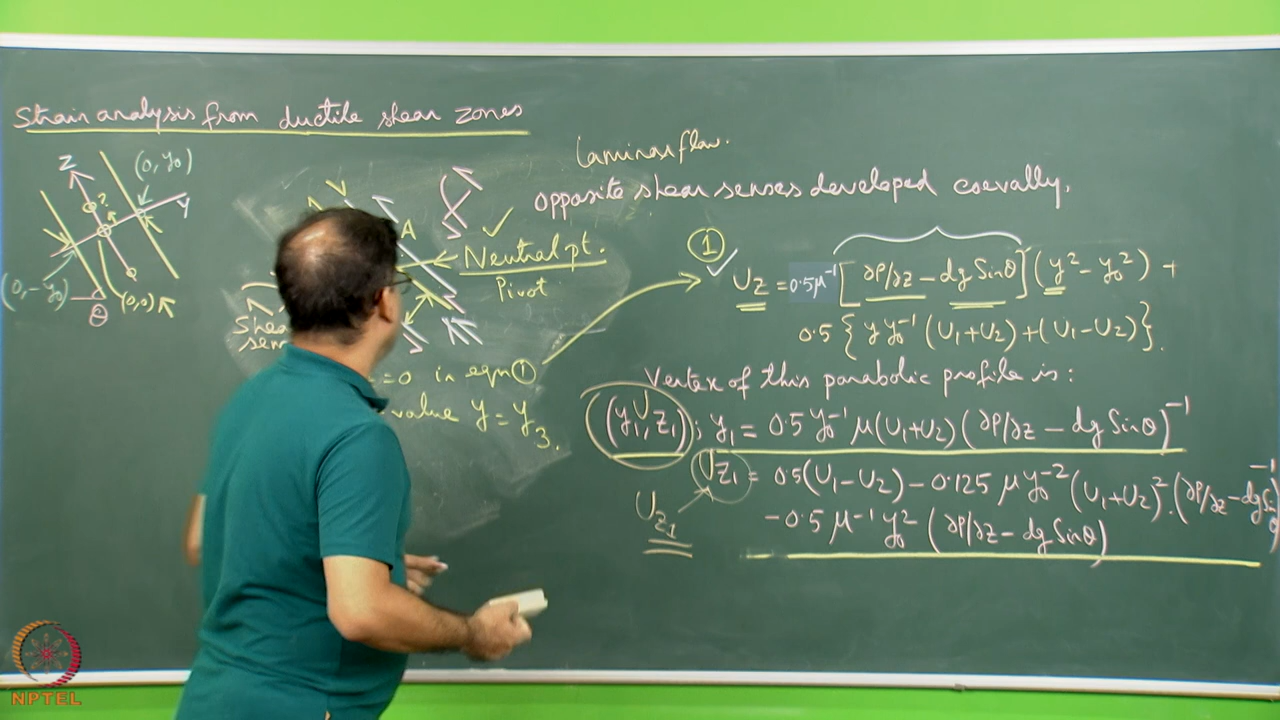 Strain analysis from ductile shear zones
Z
(0, y₀)
Y
?
(0, -y₀)
(0,0)
θ
A
Neutral pt.
Pivot
=0 in eqn ①
value y = y₃.
Laminar flow.
opposite shear senses developed coevally.
①
U_z = 0.5μ⁻¹ [∂P/∂z - dg Sinθ] (y² - y₀²) +
0.5 { y y₀⁻¹ (U₁+U₂) + (U₁-U₂) }.
Vertex of this parabolic profile is:
(y₁, U_z₁); y₁ = 0.5 y₀⁻¹ μ(U₁+U₂) (∂P/∂z - dg Sinθ)⁻¹
U_z₁ = 0.5(U₁-U₂) - 0.125 μ y₀⁻² (U₁+U₂)². (∂P/∂z - dg Sinθ)⁻¹
- 0.5 μ⁻¹ y₀² (∂P/∂z - dg Sinθ)
U_z₁
NPTEL